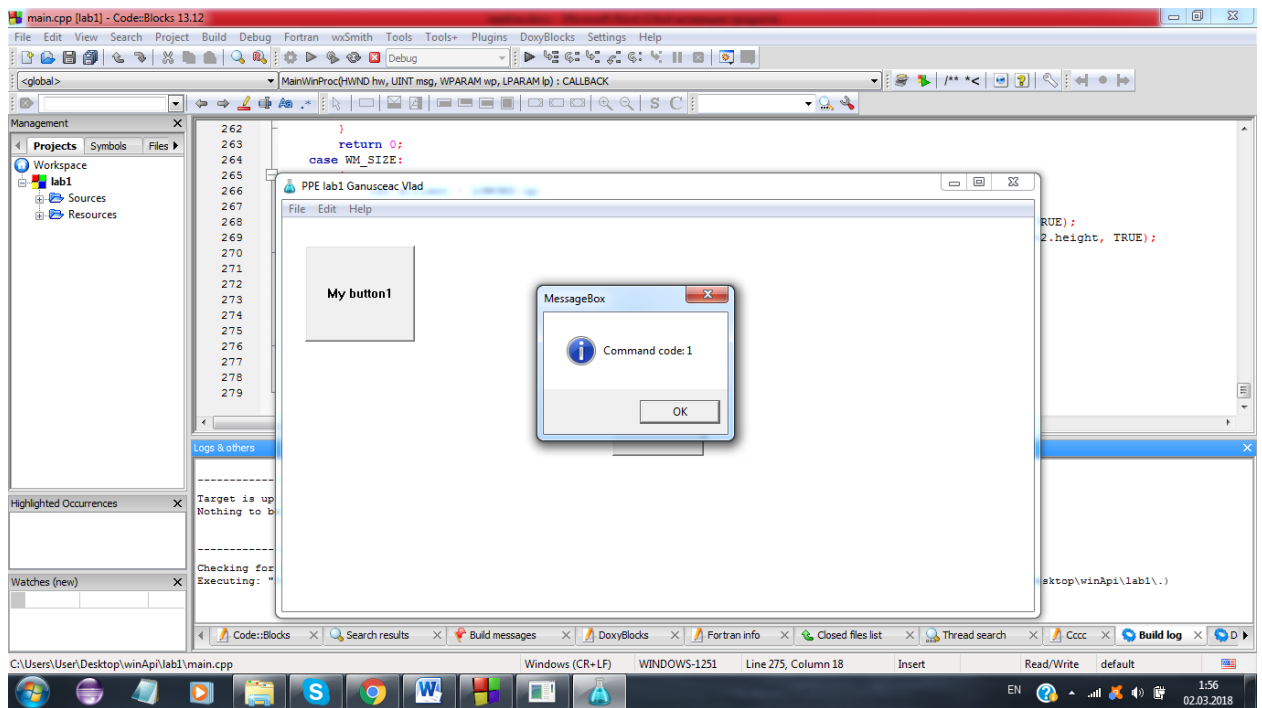 main.cpp [lab1] - Code::Blocks 13.12
File Edit View Search Project Build Debug Fortran wxSmith Tools Tools+ Plugins DoxyBlocks Settings Help
Debug
<global> MainWinProc(HWND hw, UINT msg, WPARAM wp, LPARAM lp) : CALLBACK /** *<
S C
Management
Projects Symbols Files
Workspace
lab1
Sources
Resources
262 }
263 return 0;
264 case WM_SIZE:
265
266
267
268 RUE);
269 2.height, TRUE);
270
271
272
273
274
275
276
277
278
279
PPE lab1 Ganusceac Vlad
File Edit Help
My button1
MessageBox
Command code: 1
OK
Logs & others
Target is up
Nothing to b
Checking for
Executing: " sktop\winApi\lab1\.)
Highlighted Occurrences
Watches (new)
Code::Blocks Search results Build messages DoxyBlocks Fortran info Closed files list Thread search Cccc Build log D
C:\Users\User\Desktop\winApi\lab1\main.cpp Windows (CR+LF) WINDOWS-1251 Line 275, Column 18 Insert Read/Write default
EN 1:56
02.03.2018